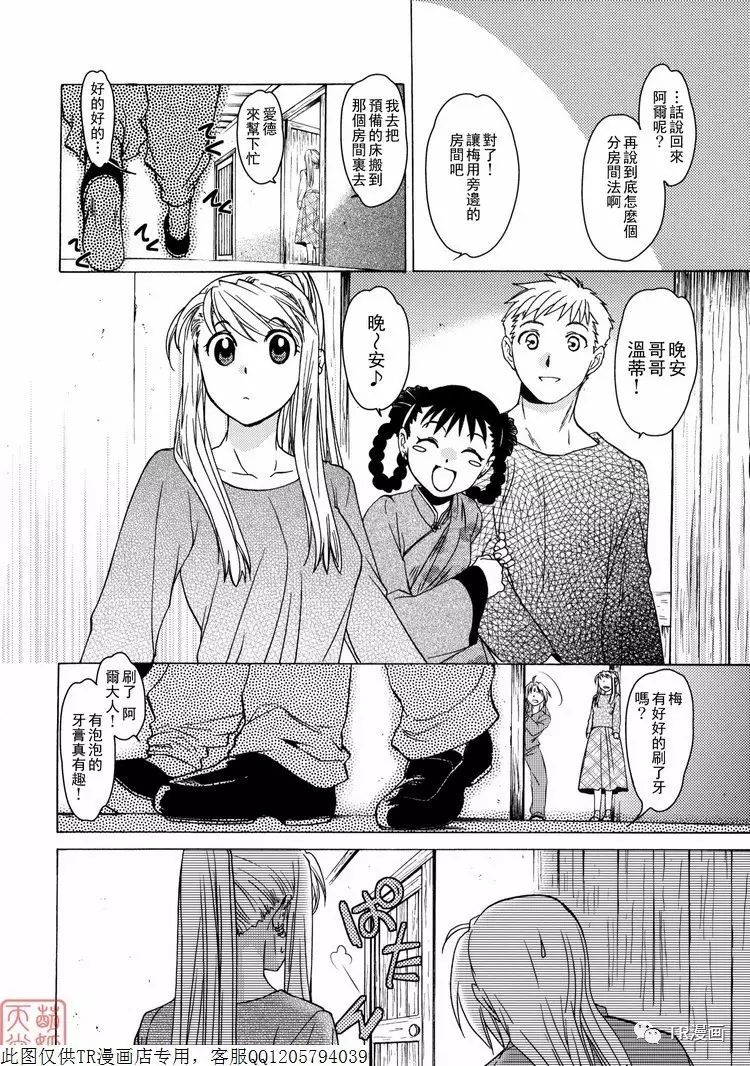 …話說回來
阿爾呢？
再說到底怎麼個
分房間法啊
對了！
讓梅用旁邊的
房間吧
我去把
預備的床搬到
那個房間裏去
愛德
來幫下忙
好的好的…
晚安
哥哥
溫蒂！
晚～安♪
梅
有好好的刷了牙
嗎？
刷了 阿
爾大人！
有泡泡的
牙膏真有趣！
ぱたん
TR漫画
此图仅供TR漫画店专用，客服QQ1205794039